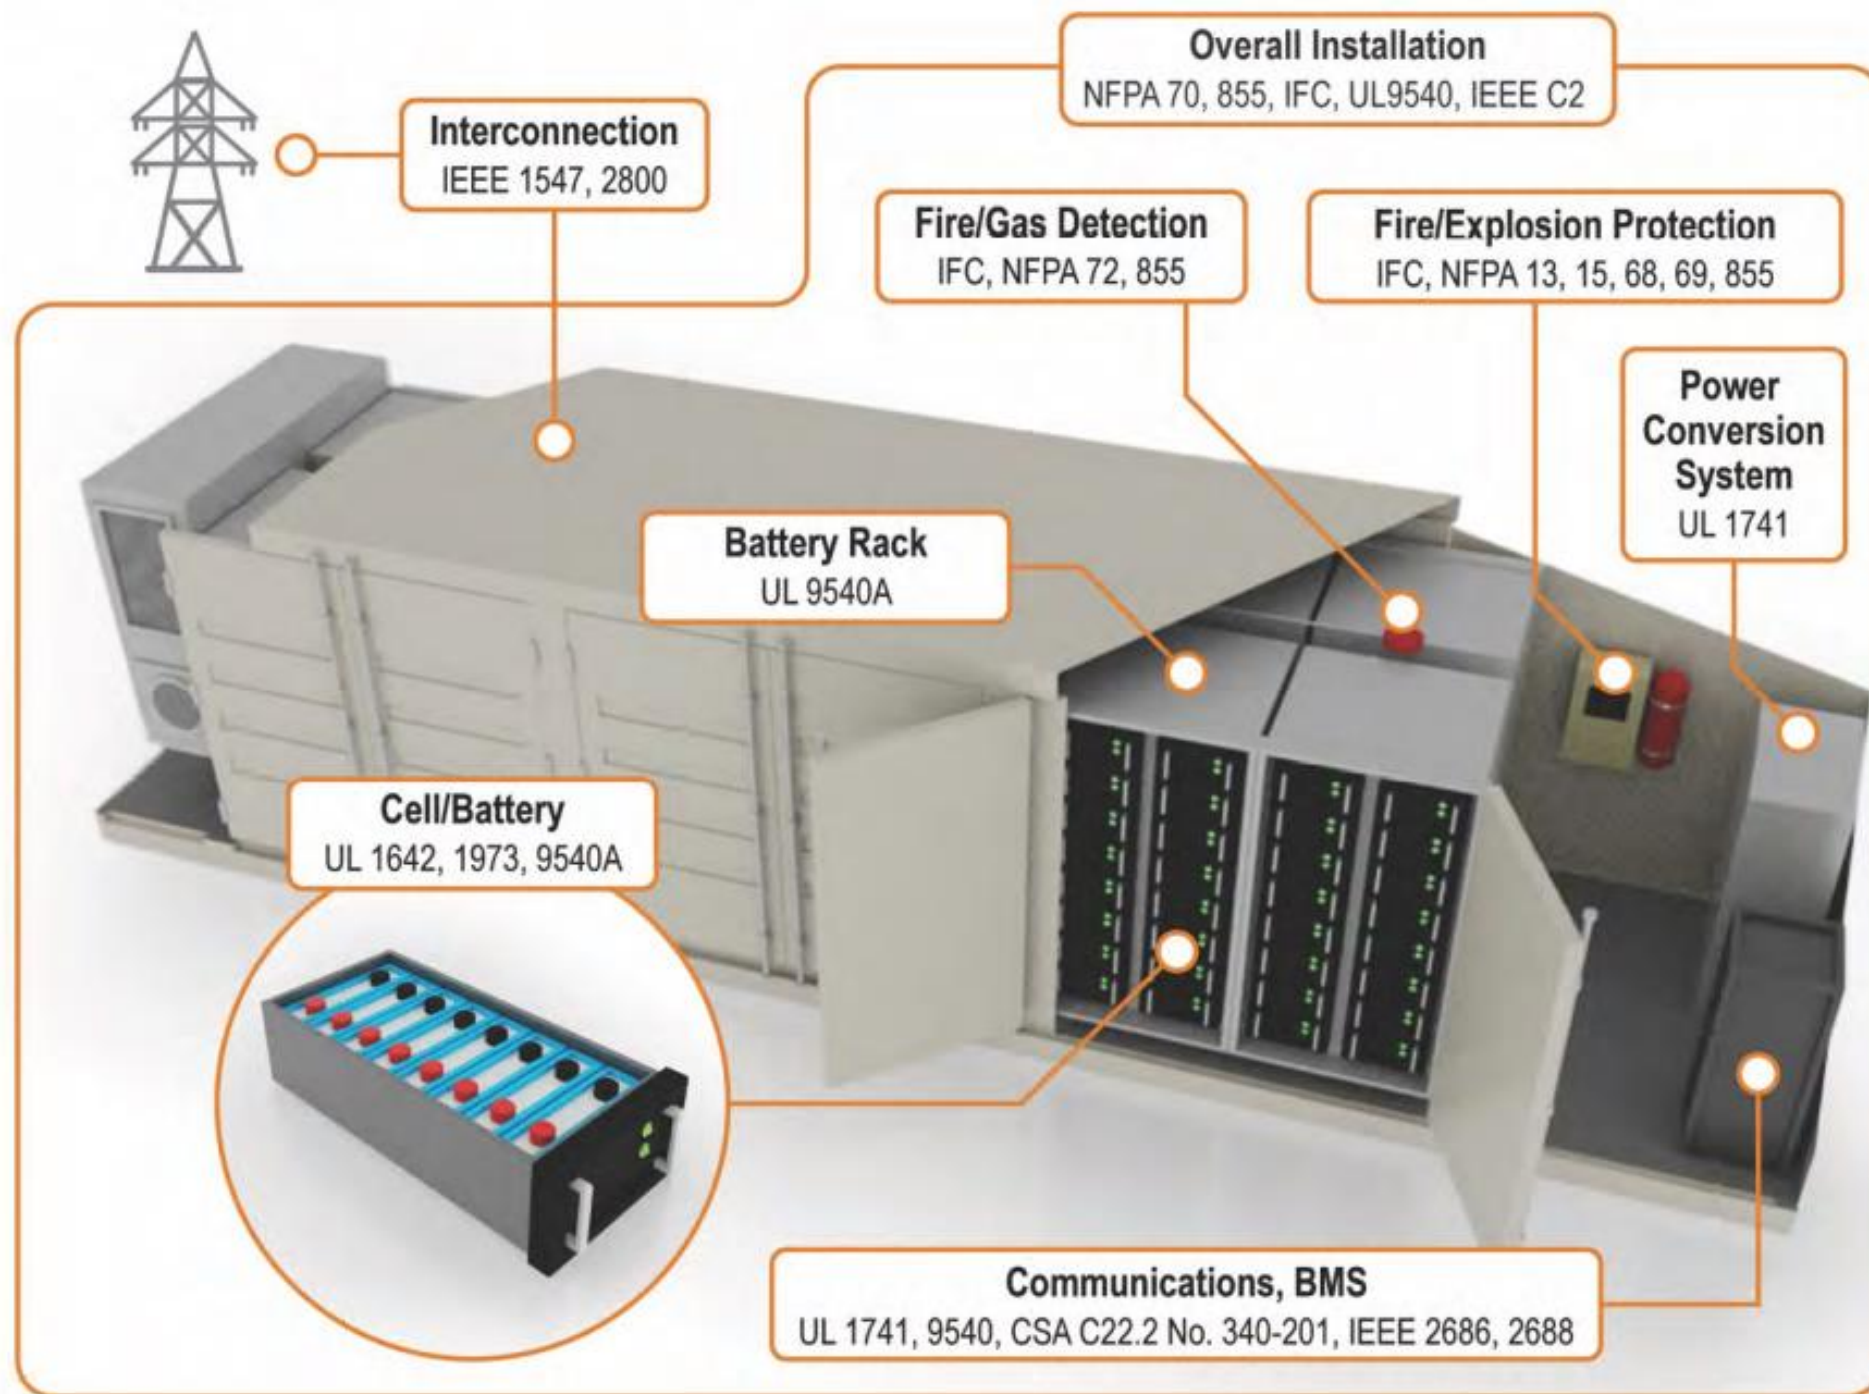 Overall Installation
NFPA 70, 855, IFC, UL9540, IEEE C2
Interconnection
IEEE 1547, 2800
Fire/Gas Detection
IFC, NFPA 72, 855
Fire/Explosion Protection
IFC, NFPA 13, 15, 68, 69, 855
Power
Conversion
System
UL 1741
Battery Rack
UL 9540A
Cell/Battery
UL 1642, 1973, 9540A
Communications, BMS
UL 1741, 9540, CSA C22.2 No. 340-201, IEEE 2686, 2688